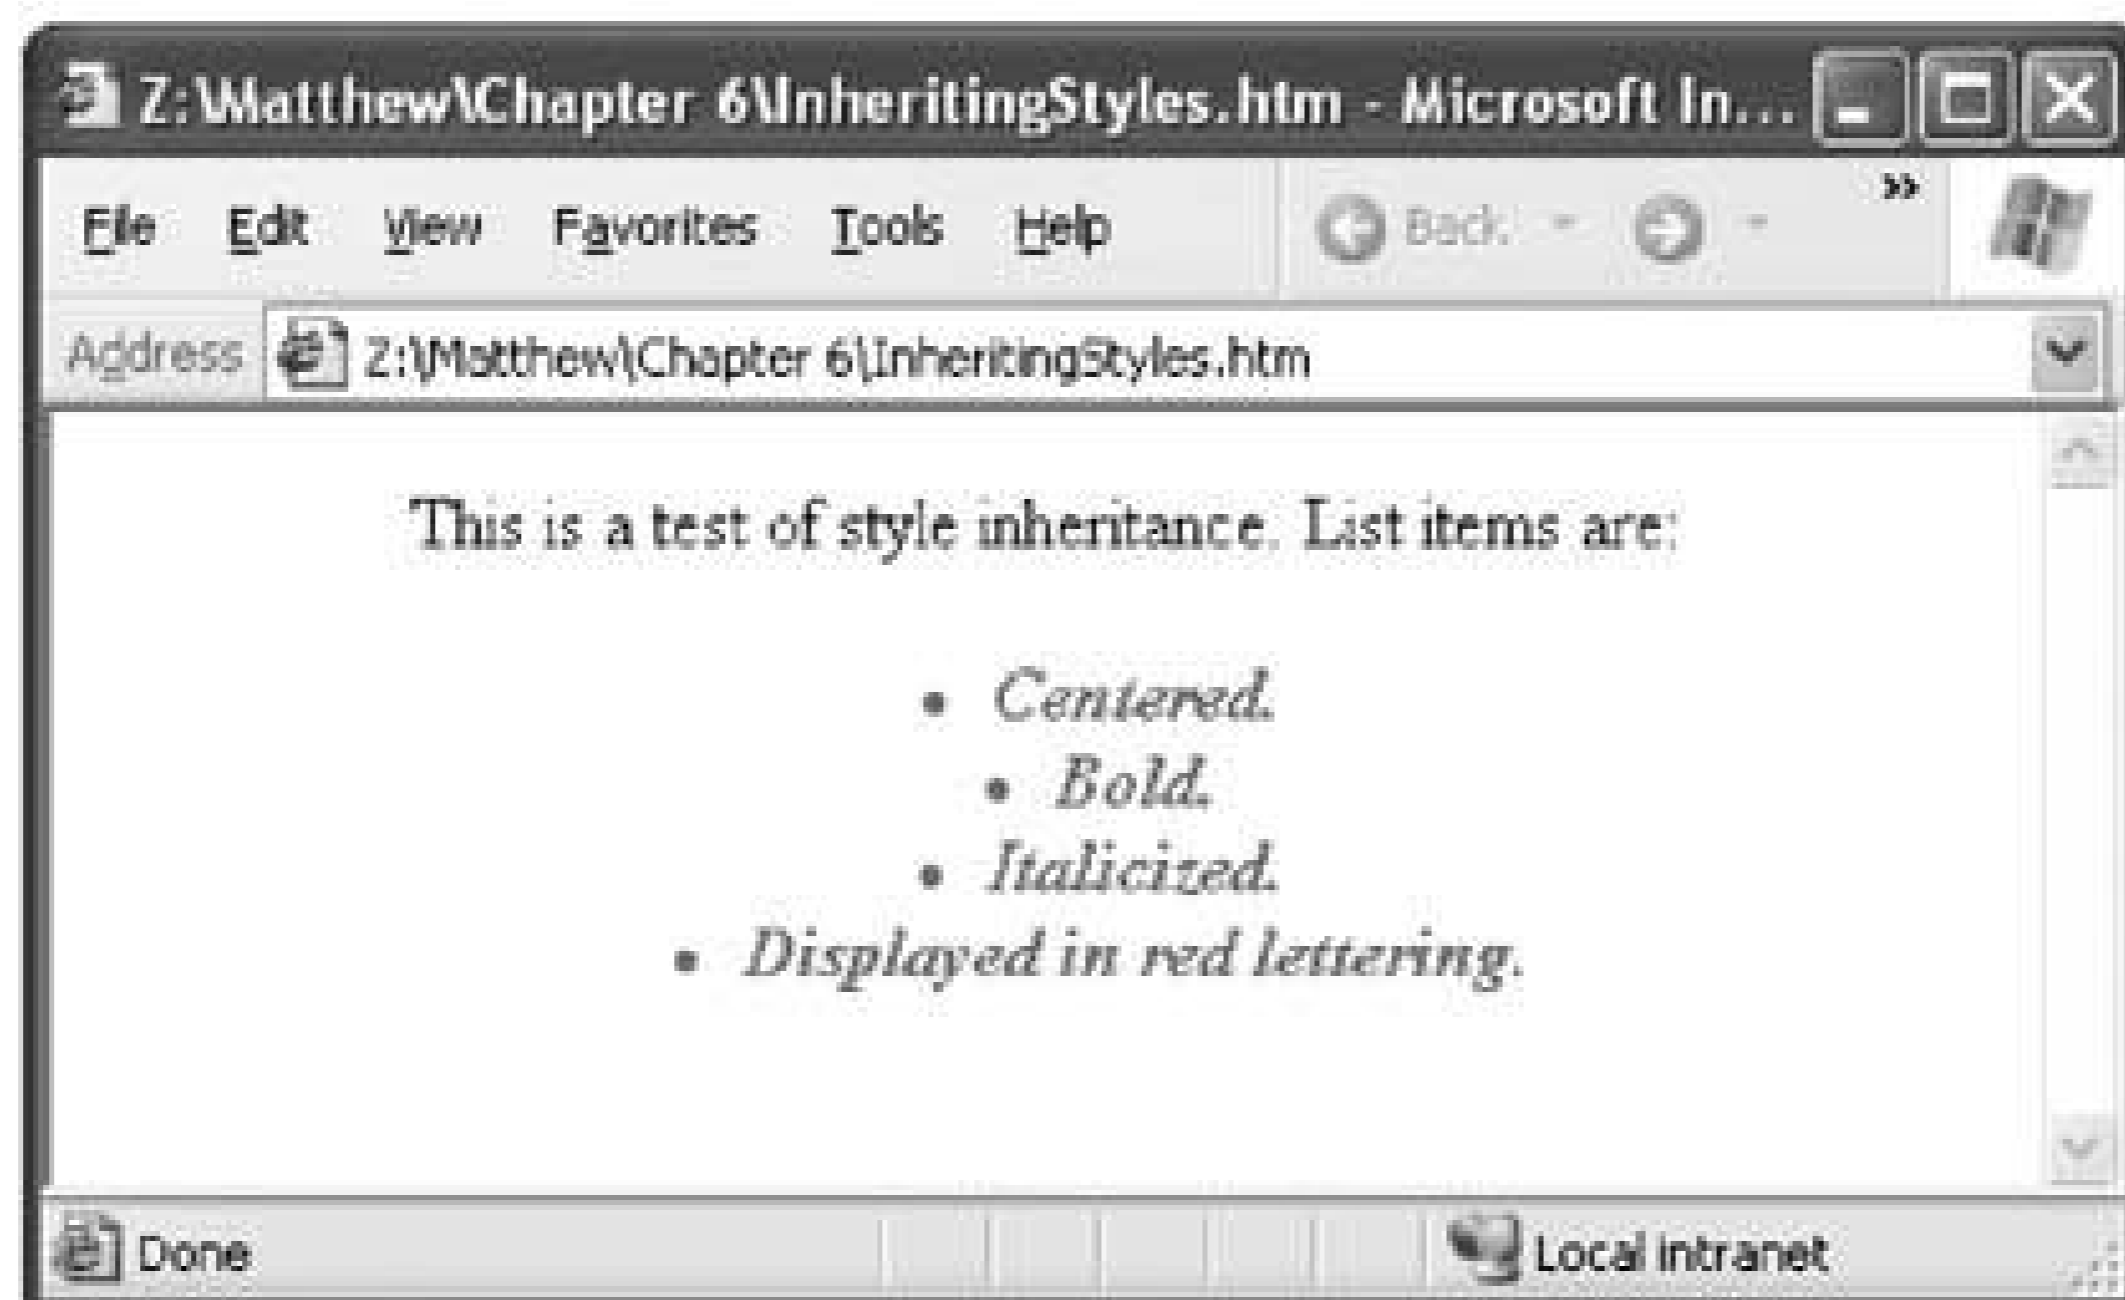 Z:\Matthew\Chapter 6\InheritingStyles.htm - Microsoft In...
File Edit View Favorites Tools Help Back »
Address Z:\Matthew\Chapter 6\InheritingStyles.htm
This is a test of style inheritance. List items are:
• Centered.
• Bold.
• Italicized.
• Displayed in red lettering.
Done Local intranet